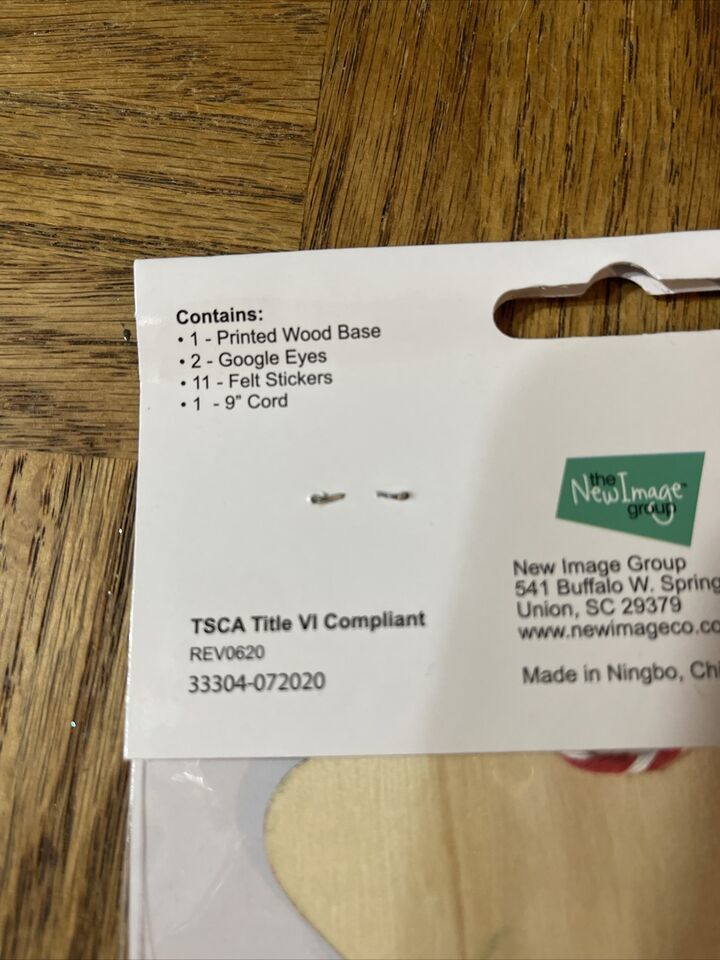 Contains:
• 1 - Printed Wood Base
• 2 - Google Eyes
• 11 - Felt Stickers
• 1 - 9" Cord
the
New Image™
group
New Image Group
541 Buffalo W. Spring
Union, SC 29379
www.newimageco.co
TSCA Title VI Compliant
REV0620
33304-072020
Made in Ningbo, Chi